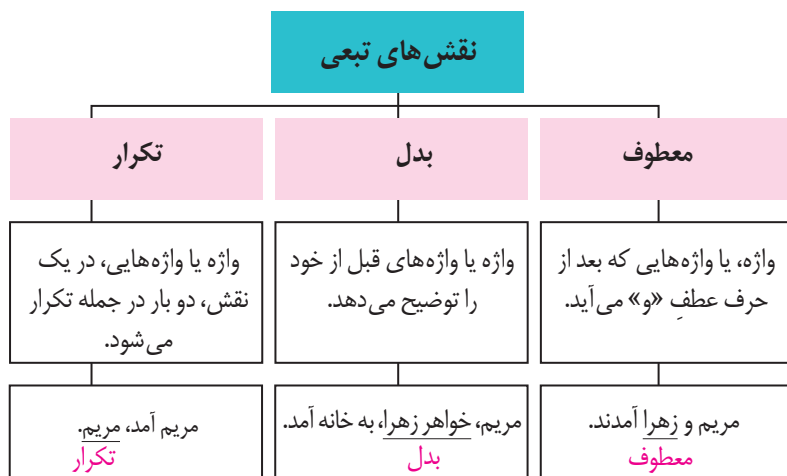 نقش‌های تبعی
معطوف
بدل
تکرار
واژه، یا واژه‌هایی که بعد از
حرف عطفِ «و» می‌آید.
واژه یا واژه‌های قبل از خود
را توضیح می‌دهد.
واژه یا واژه‌هایی، در یک
نقش، دو بار در جمله تکرار
می‌شود.
مریم و زهرا آمدند.
معطوف
مریم، خواهر زهرا، به خانه آمد.
بدل
مریم آمد، مریم.
تکرار